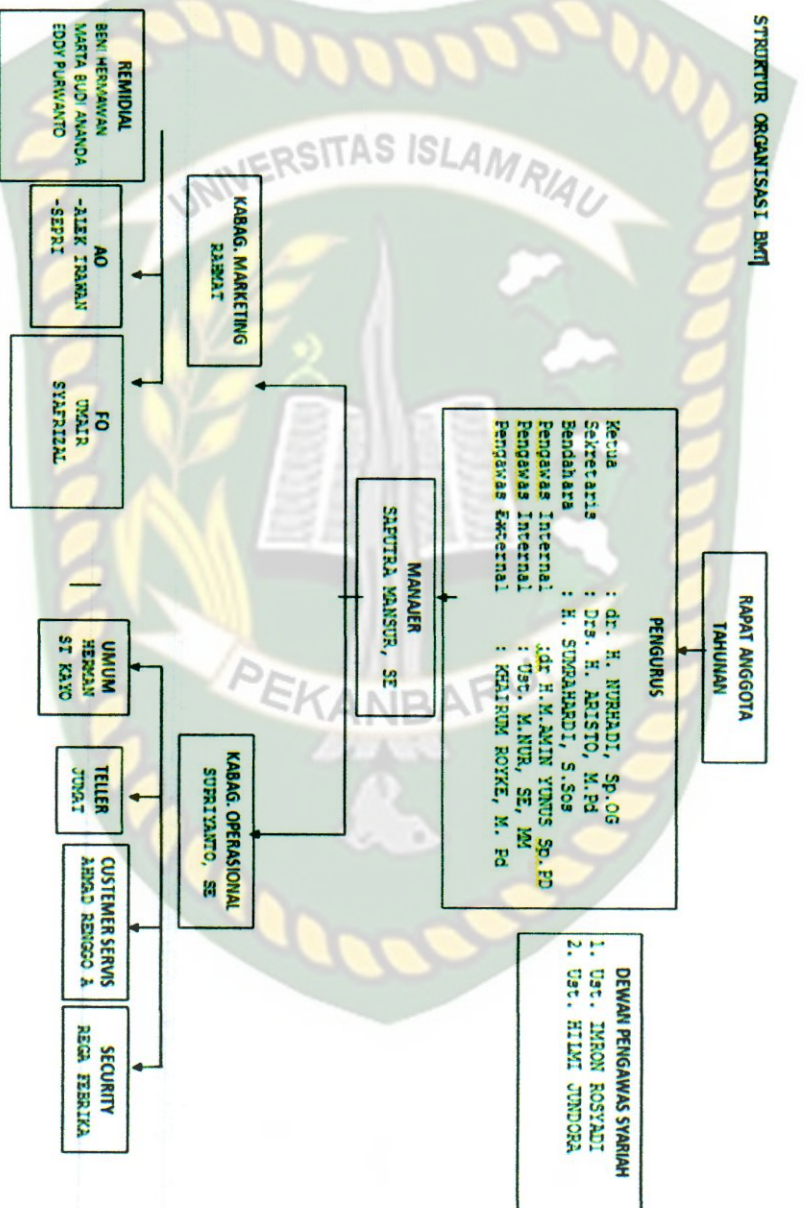 STRUKTUR ORGANISASI BMT
RAPAT ANGGOTA
TAHUNAN
PENGURUS
Ketua : dr. H. NURHADI, Sp.OG
Sekretaris : Drs. H. ARISTO, M.Pd
Bendahara : H. SUMRAHARDI, S.Sos
Pengawas Internal :dr H.M.AMIN YUNUS Sp.PD
Pengawas Internal : Ust. M.NUR, SE, MM
Pengawas External : KHAIRUM ROYKE, M. Pd
DEWAN PENGAWAS SYARIAH
1. Ust. IMRON ROSYADI
2. Ust. HILMI JUNDORA
MANAJER
SAPUTRA MANSUR, SE
KABAG. MARKETING
RAHMAT
KABAG. OPERASIONAL
SUPRIYANTO, SE
REMIDIAL
BENI HERMAWAN
MARTA BUDI ANANDA
EDDY PURWANTO
AO
-ALEK IRAWAN
-SEPRI
FO
UMAIR
SYAFRIZAL
UMUM
HERMAN
ST KAYO
TELLER
JUMAI
CUSTEMER SERVIS
AHMAD RENGGO A
SECURITY
REGA FEBRIKA
UNIVERSITAS ISLAM RIAU
PEKANBARU